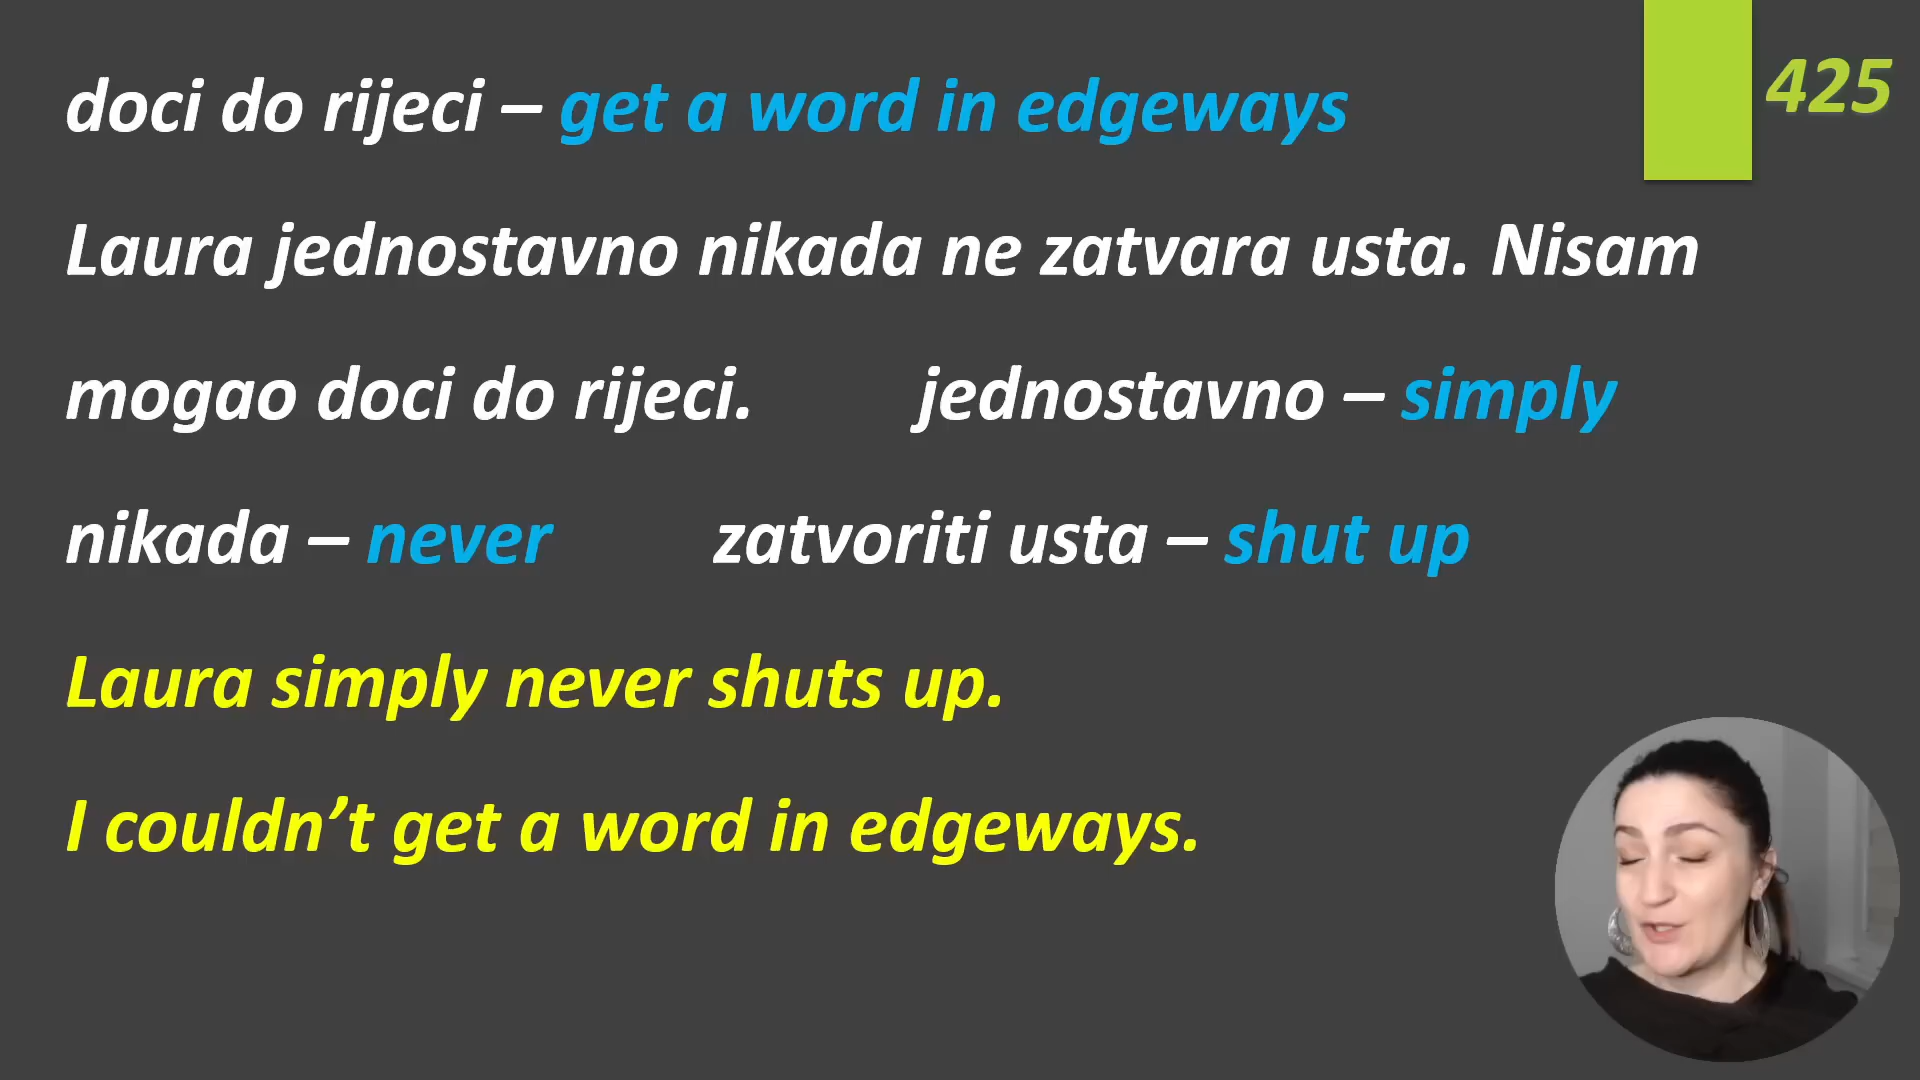 doci do rijeci – get a word in edgeways
425
Laura jednostavno nikada ne zatvara usta. Nisam
mogao doci do rijeci. jednostavno – simply
nikada – never zatvoriti usta – shut up
Laura simply never shuts up.
I couldn’t get a word in edgeways.